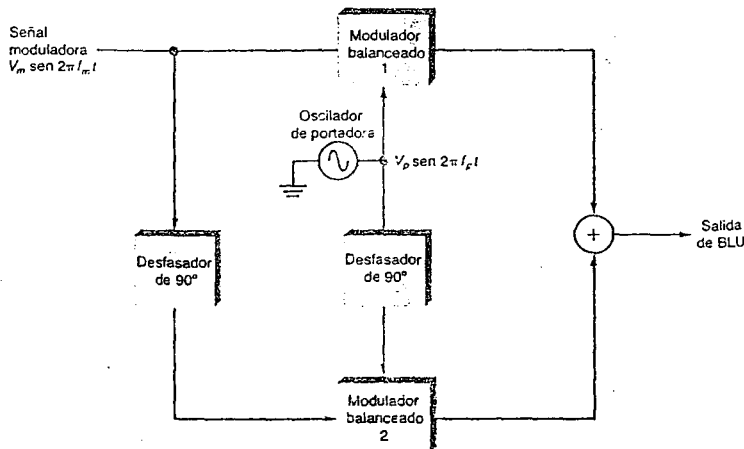 Señal
moduladora
V_m sen 2π f_m t
Modulador
balanceado
1
Oscilador
de portadora
V_p sen 2π f_p t
Desfasador
de 90°
Desfasador
de 90°
+
Salida
de BLU
Modulador
balanceado
2